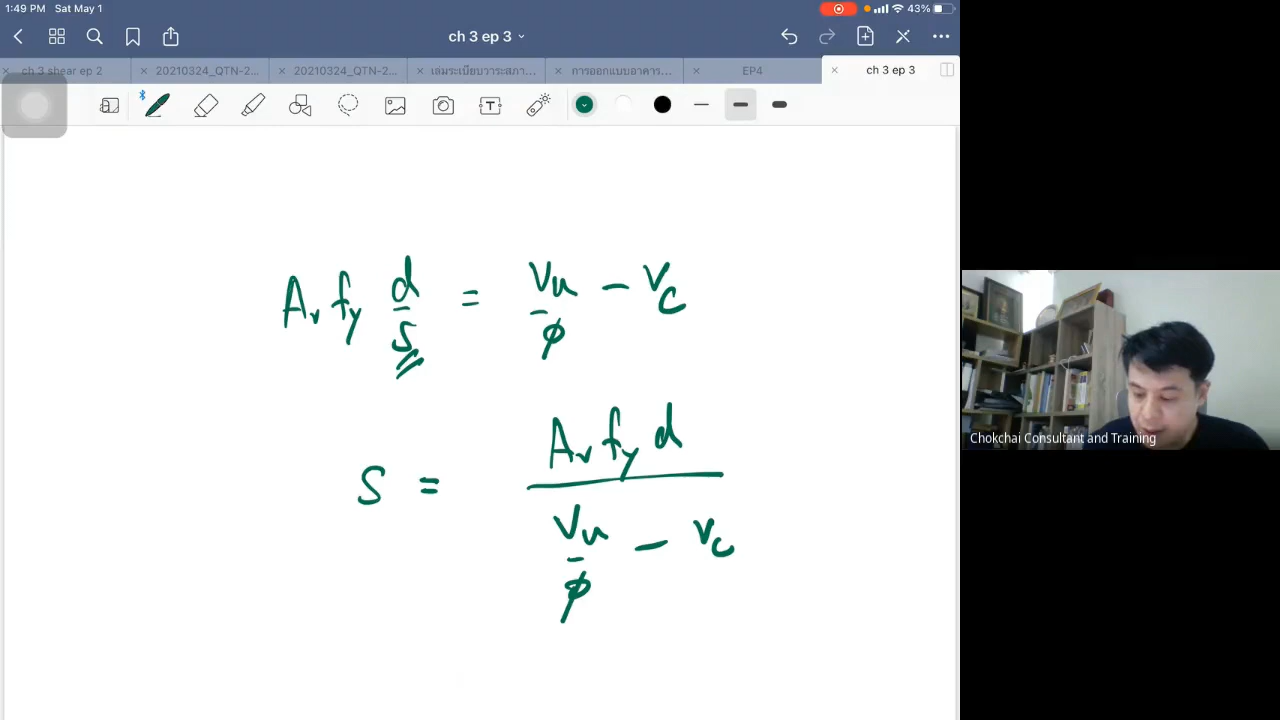 1:49 PM Sat May 1
43%
ch 3 ep 3
ch 3 shear ep 2
20210324_QTN-2...
20210324_QTN-2...
เล่มระเบียบวาระสภา...
การออกแบบอาคาร...
EP4
ch 3 ep 3
T
Av fy d/s = Vu/φ - Vc
S = Av fy d / (Vu/φ - Vc)
Chokchai Consultant and Training